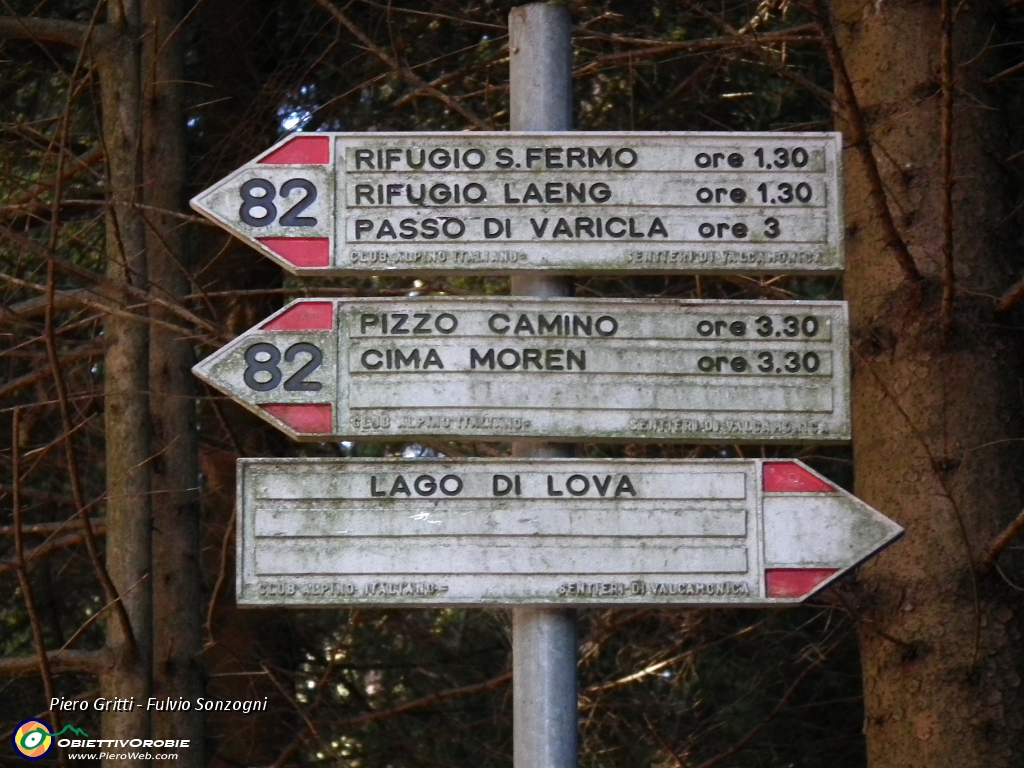 82
RIFUGIO S. FERMO ore 1.30
RIFUGIO LAENG ore 1.30
PASSO DI VARICLA ore 3
CLUB ALPINO ITALIANO SENTIERI DI VALCAMONICA
82
PIZZO CAMINO ore 3.30
CIMA MOREN ore 3.30
CLUB ALPINO ITALIANO SENTIERI DI VALCAMONICA
LAGO DI LOVA
CLUB ALPINO ITALIANO SENTIERI DI VALCAMONICA
Piero Gritti - Fulvio Sonzogni
OBIETTIVOROBIE
www.PieroWeb.com